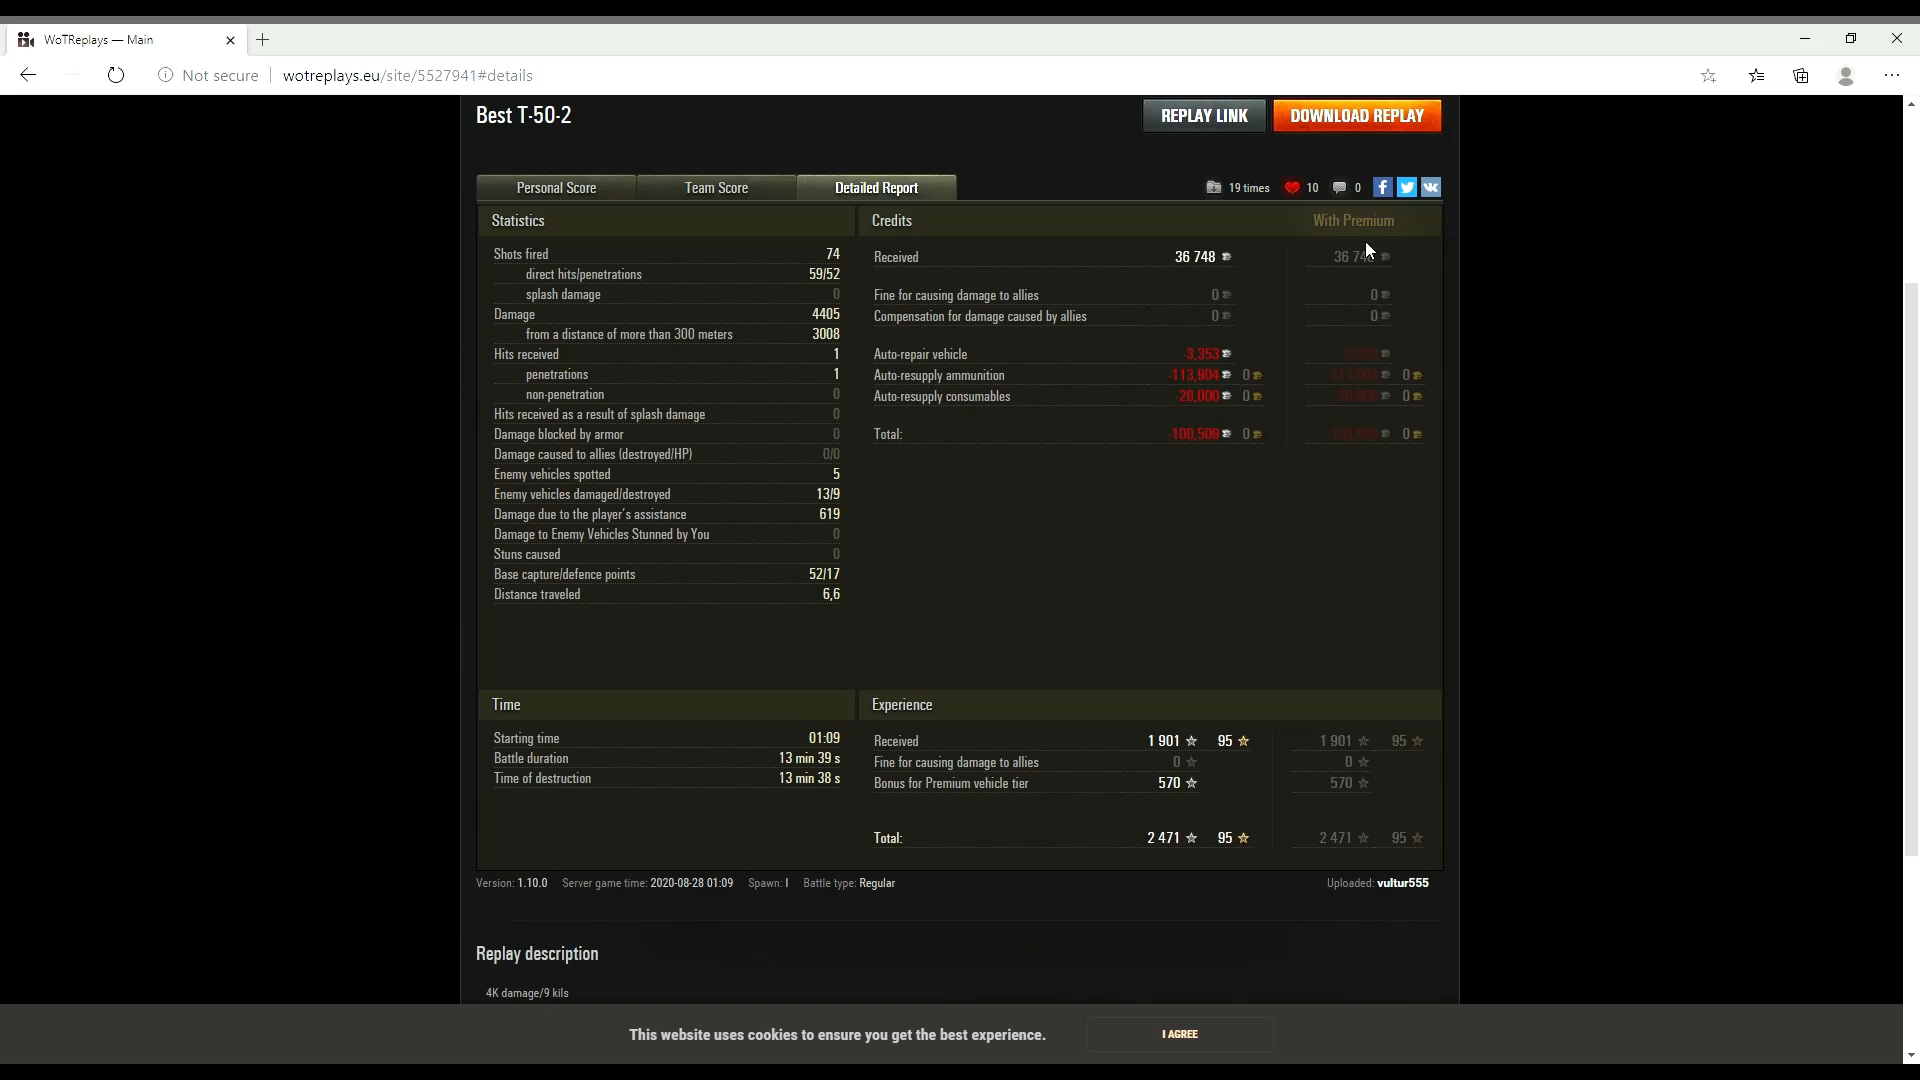 WoTReplays — Main
Not secure
wotreplays.eu/site/5527941#details
Best T-50-2
REPLAY LINK
DOWNLOAD REPLAY
Personal Score
Team Score
Detailed Report
19 times
10
0
Statistics
Credits
With Premium
Shots fired 74
direct hits/penetrations 59/52
splash damage 0
Damage 4405
from a distance of more than 300 meters 3008
Hits received 1
penetrations 1
non-penetration 0
Hits received as a result of splash damage 0
Damage blocked by armor 0
Damage caused to allies (destroyed/HP) 0/0
Enemy vehicles spotted 5
Enemy vehicles damaged/destroyed 13/9
Damage due to the player's assistance 619
Damage to Enemy Vehicles Stunned by You 0
Stuns caused 0
Base capture/defence points 52/17
Distance traveled 6,6
Received 36 748
Fine for causing damage to allies 0 0
Compensation for damage caused by allies 0 0
Auto-repair vehicle -3,353
Auto-resupply ammunition -113,904 0 0
Auto-resupply consumables -20,000 0 0
Total: -100,509 0 0
Time
Starting time 01:09
Battle duration 13 min 39 s
Time of destruction 13 min 38 s
Experience
Received 1 901 95 1 901 95
Fine for causing damage to allies 0 0
Bonus for Premium vehicle tier 570 570
Total: 2 471 95 2 471 95
Version: 1.10.0 Server game time: 2020-08-28 01:09 Spawn: I Battle type: Regular
Uploaded: vultur555
Replay description
4K damage/9 kils
This website uses cookies to ensure you get the best experience.
I AGREE